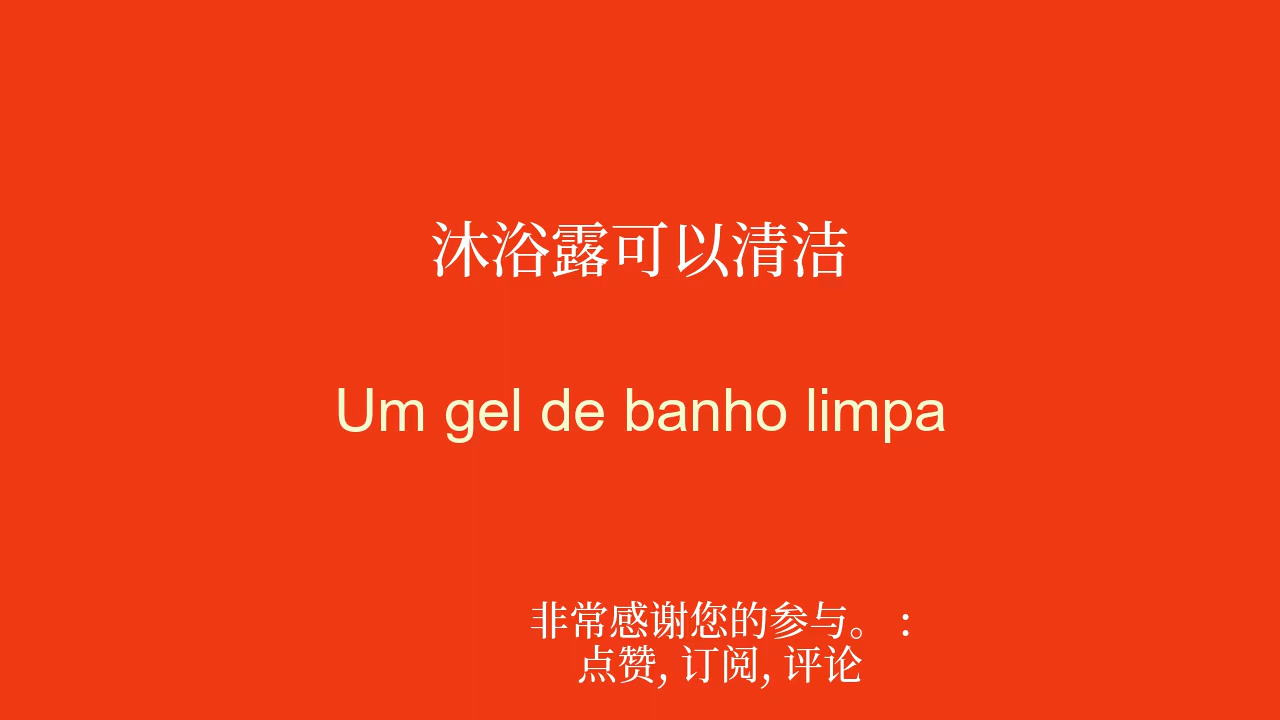 沐浴露可以清洁
Um gel de banho limpa
非常感谢您的参与。 :
点赞, 订阅, 评论